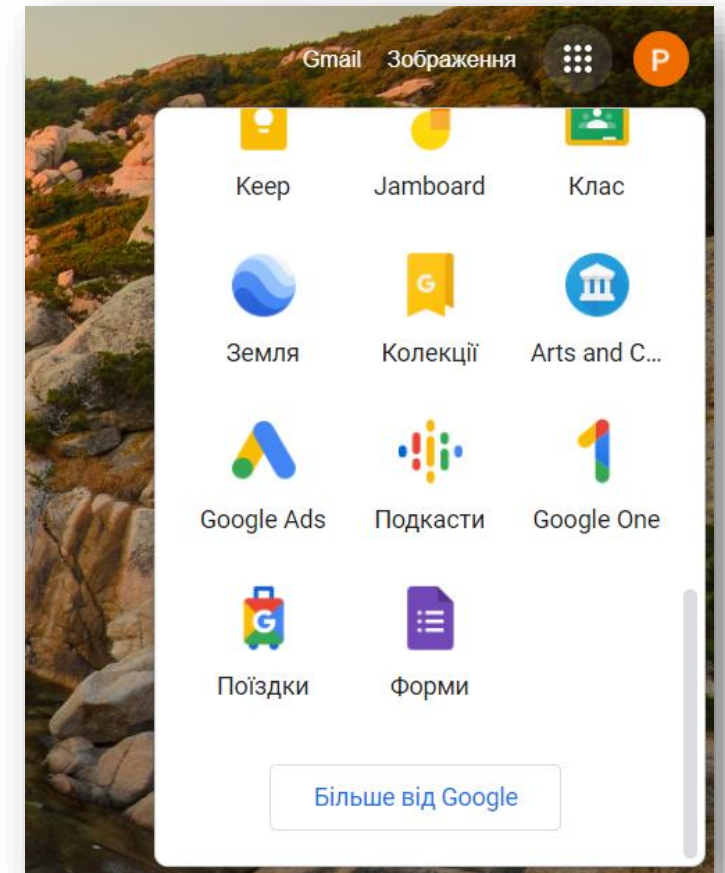 Gmail Зображення P
Keep Jamboard Клас
G
Земля Колекції Arts and C...
Google Ads Подкасти Google One
G
Поїздки Форми
Більше від Google